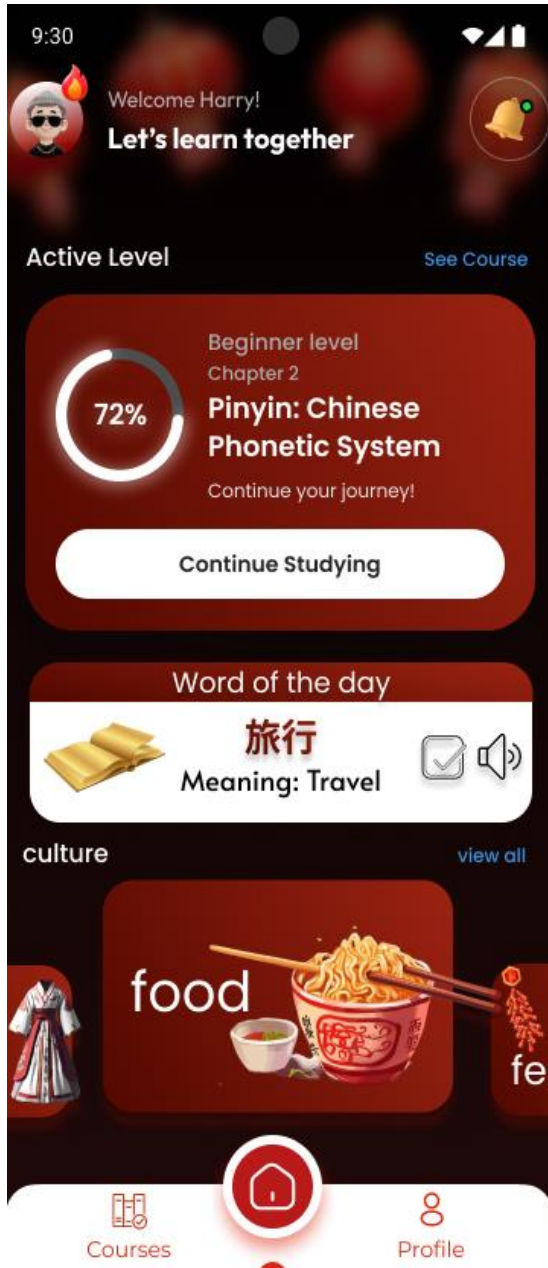 9:30
Welcome Harry!
Let's learn together
Active Level
See Course
Beginner level
Chapter 2
72%
Pinyin: Chinese
Phonetic System
Continue your journey!
Continue Studying
Word of the day
旅行
Meaning: Travel
culture
view all
food
fe
Courses
Profile